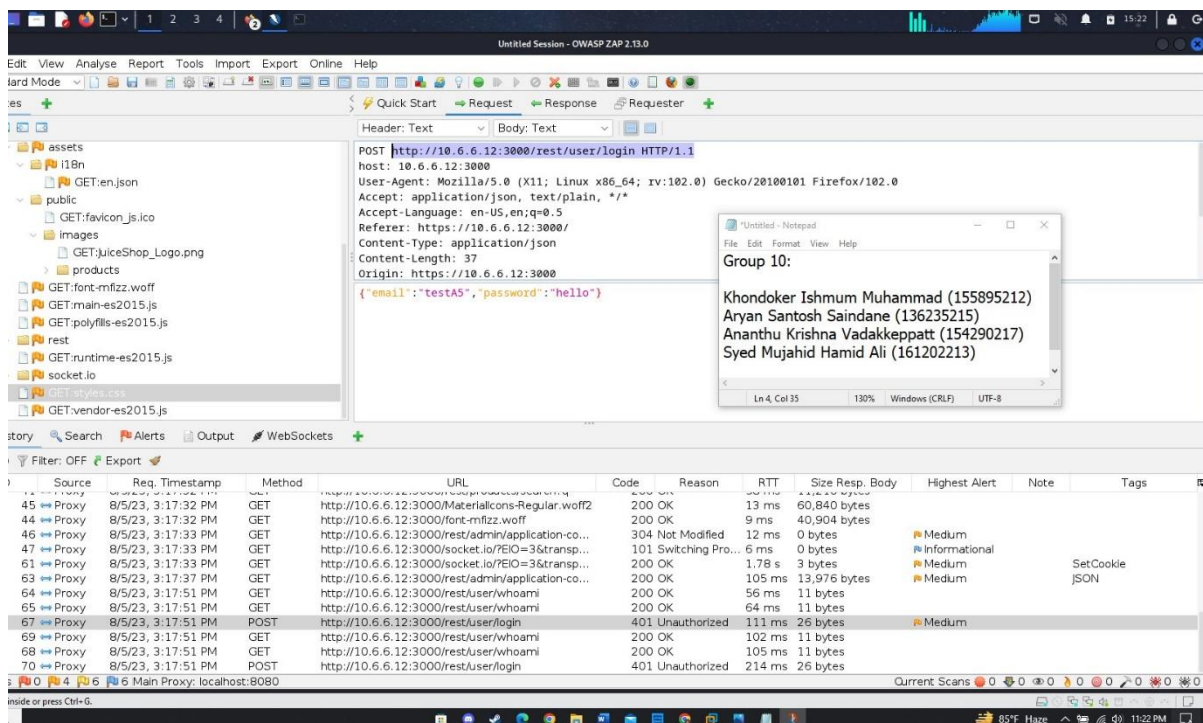 1 2 3 4
15:22
Untitled Session - OWASP ZAP 2.13.0
Edit View Analyse Report Tools Import Export Online Help
dard Mode
Quick Start Request Response Requester
Header: Text Body: Text
assets
i18n
GET:en.json
public
GET:favicon_js.ico
images
GET:JuiceShop_Logo.png
products
GET:font-mfizz.woff
GET:main-es2015.js
GET:polyfills-es2015.js
rest
GET:runtime-es2015.js
socket.io
GET:styles.css
GET:vendor-es2015.js
POST http://10.6.6.12:3000/rest/user/login HTTP/1.1
host: 10.6.6.12:3000
User-Agent: Mozilla/5.0 (X11; Linux x86_64; rv:102.0) Gecko/20100101 Firefox/102.0
Accept: application/json, text/plain, */*
Accept-Language: en-US,en;q=0.5
Referer: https://10.6.6.12:3000/
Content-Type: application/json
Content-Length: 37
Origin: https://10.6.6.12:3000
{"email":"testA5","password":"hello"}
*Untitled - Notepad
File Edit Format View Help
Group 10:
Khondoker Ishmum Muhammad (155895212)
Aryan Santosh Saindane (136235215)
Ananthu Krishna Vadakkeppatt (154290217)
Syed Mujahid Hamid Ali (161202213)
Ln 4, Col 35 130% Windows (CRLF) UTF-8
story Search Alerts Output WebSockets
Filter: OFF Export
Source Req. Timestamp Method URL Code Reason RTT Size Resp. Body Highest Alert Note Tags
45 Proxy 8/5/23, 3:17:32 PM GET http://10.6.6.12:3000/MaterialIcons-Regular.woff2 200 OK 13 ms 60,840 bytes
44 Proxy 8/5/23, 3:17:32 PM GET http://10.6.6.12:3000/font-mfizz.woff 200 OK 9 ms 40,904 bytes
46 Proxy 8/5/23, 3:17:33 PM GET http://10.6.6.12:3000/rest/admin/application-co... 304 Not Modified 12 ms 0 bytes Medium
47 Proxy 8/5/23, 3:17:33 PM GET http://10.6.6.12:3000/socket.io/?EIO=3&transp... 101 Switching Pro... 6 ms 0 bytes Informational
61 Proxy 8/5/23, 3:17:33 PM GET http://10.6.6.12:3000/socket.io/?EIO=3&transp... 200 OK 1.78 s 3 bytes Medium SetCookie
63 Proxy 8/5/23, 3:17:37 PM GET http://10.6.6.12:3000/rest/admin/application-co... 200 OK 105 ms 13,976 bytes Medium JSON
64 Proxy 8/5/23, 3:17:51 PM GET http://10.6.6.12:3000/rest/user/whoami 200 OK 56 ms 11 bytes
65 Proxy 8/5/23, 3:17:51 PM GET http://10.6.6.12:3000/rest/user/whoami 200 OK 64 ms 11 bytes
67 Proxy 8/5/23, 3:17:51 PM POST http://10.6.6.12:3000/rest/user/login 401 Unauthorized 111 ms 26 bytes Medium
69 Proxy 8/5/23, 3:17:51 PM GET http://10.6.6.12:3000/rest/user/whoami 200 OK 102 ms 11 bytes
68 Proxy 8/5/23, 3:17:51 PM GET http://10.6.6.12:3000/rest/user/whoami 200 OK 105 ms 11 bytes
70 Proxy 8/5/23, 3:17:51 PM POST http://10.6.6.12:3000/rest/user/login 401 Unauthorized 214 ms 26 bytes
s 0 4 6 6 Main Proxy: localhost:8080 Current Scans 0 0 0 0 0 0 0 0
inside or press Ctrl+G.
85°F Haze 11:22 PM